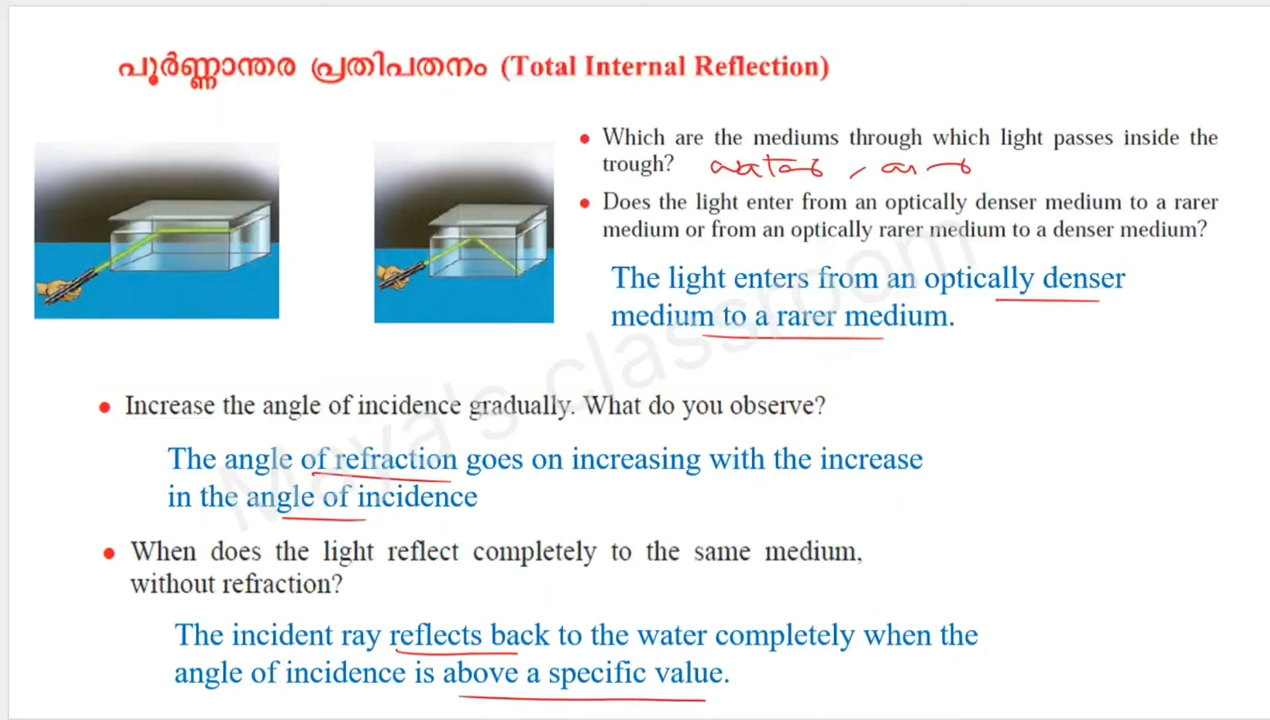 പൂർണ്ണാന്തര പ്രതിപതനം (Total Internal Reflection)
• Which are the mediums through which light passes inside the
trough? water, air
• Does the light enter from an optically denser medium to a rarer
medium or from an optically rarer medium to a denser medium?
The light enters from an optically denser
medium to a rarer medium.
• Increase the angle of incidence gradually. What do you observe?
The angle of refraction goes on increasing with the increase
in the angle of incidence
• When does the light reflect completely to the same medium,
without refraction?
The incident ray reflects back to the water completely when the
angle of incidence is above a specific value.
Maya's classroom